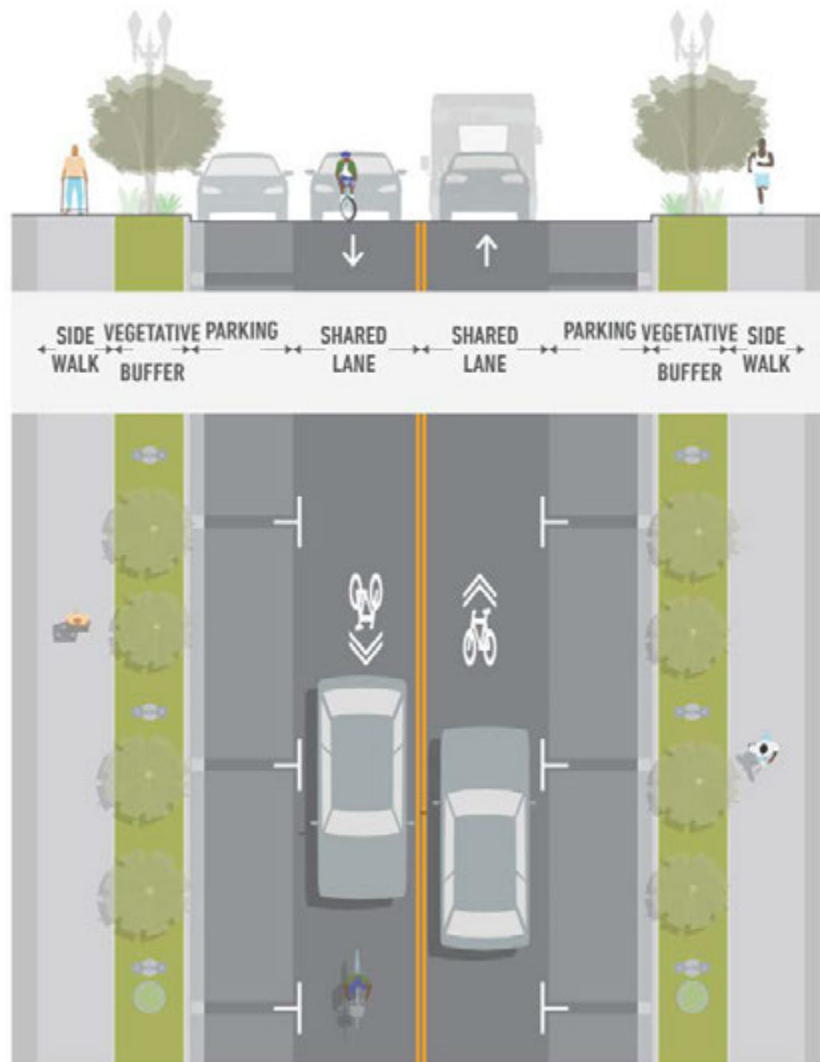 SIDE WALK
VEGETATIVE BUFFER
PARKING
SHARED LANE
SHARED LANE
PARKING
VEGETATIVE BUFFER
SIDE WALK